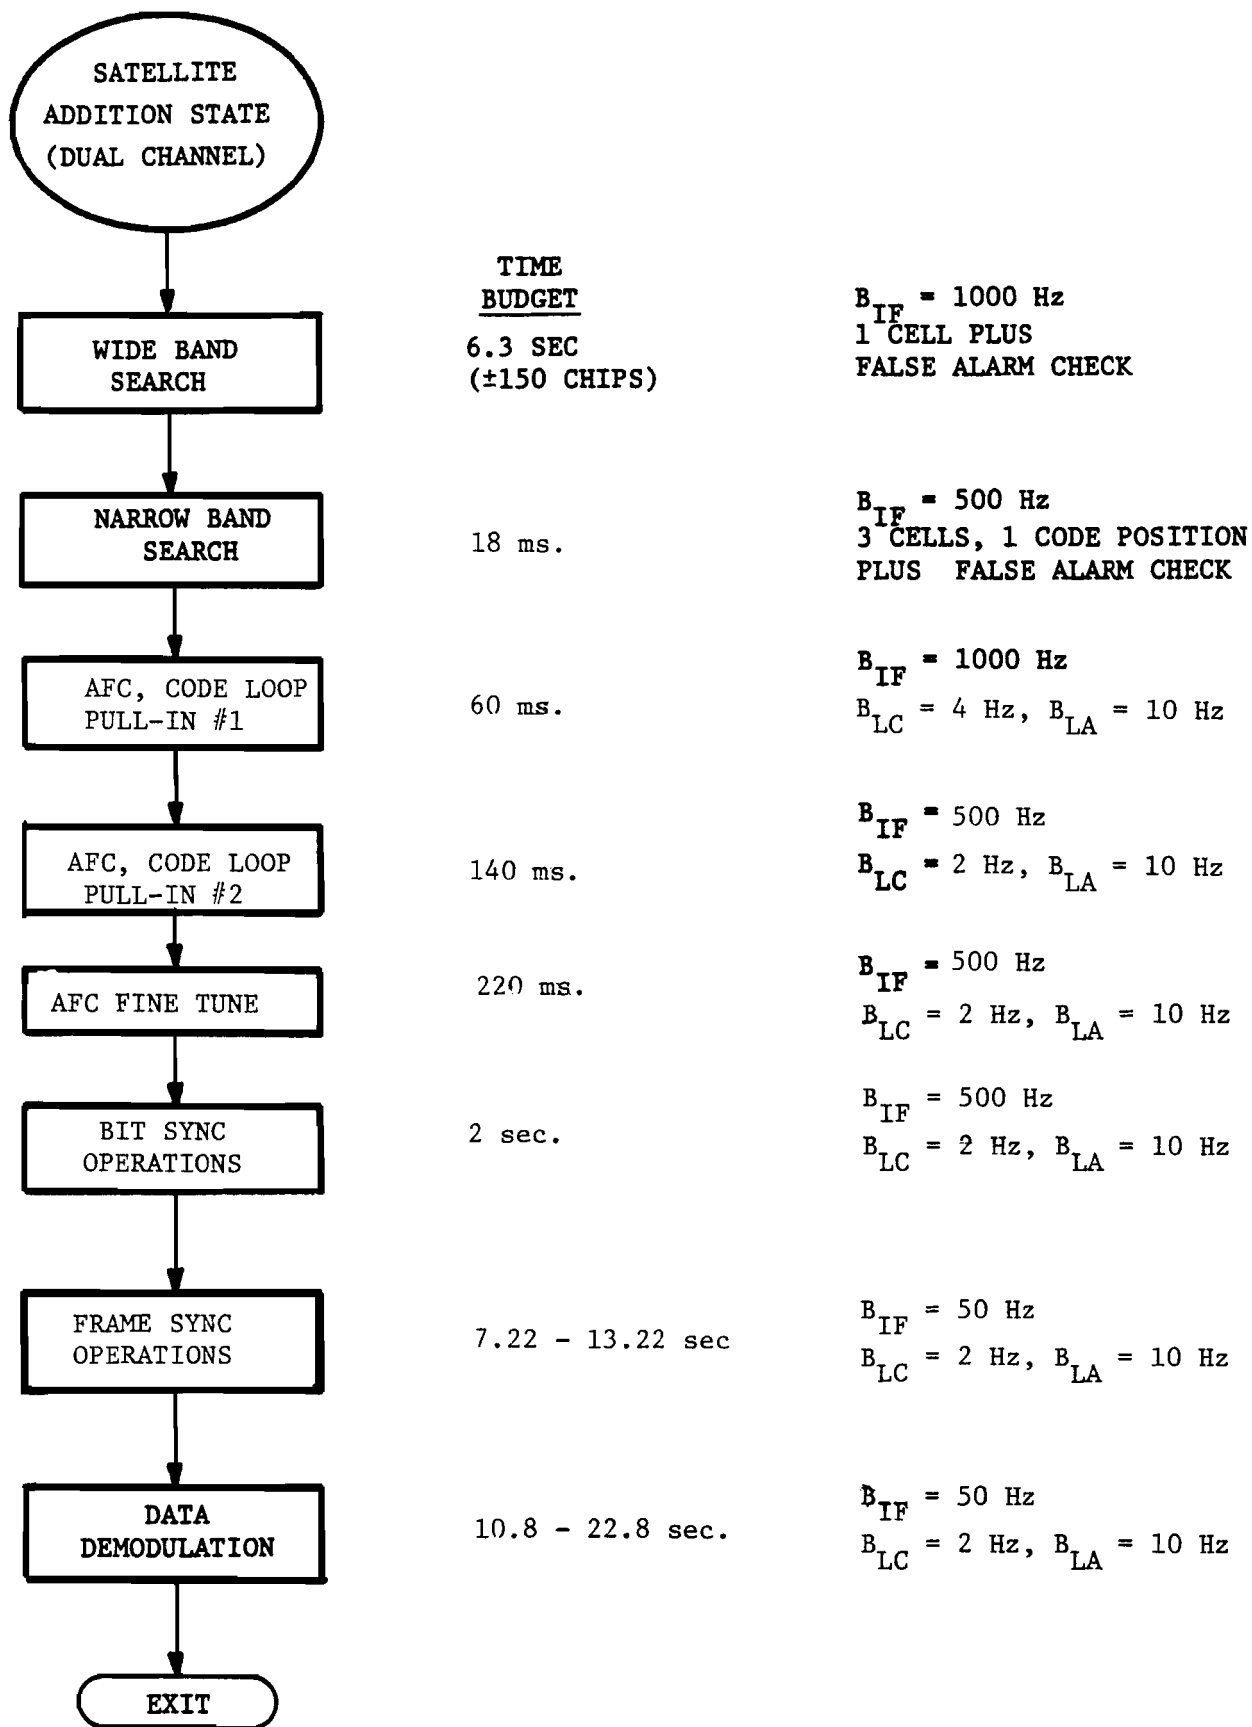 SATELLITE
ADDITION STATE
(DUAL CHANNEL)
TIME
BUDGET
WIDE BAND
SEARCH
6.3 SEC
(±150 CHIPS)
B_IF = 1000 Hz
1 CELL PLUS
FALSE ALARM CHECK
NARROW BAND
SEARCH
18 ms.
B_IF = 500 Hz
3 CELLS, 1 CODE POSITION
PLUS FALSE ALARM CHECK
AFC, CODE LOOP
PULL-IN #1
60 ms.
B_IF = 1000 Hz
B_LC = 4 Hz, B_LA = 10 Hz
AFC, CODE LOOP
PULL-IN #2
140 ms.
B_IF = 500 Hz
B_LC = 2 Hz, B_LA = 10 Hz
AFC FINE TUNE
220 ms.
B_IF = 500 Hz
B_LC = 2 Hz, B_LA = 10 Hz
BIT SYNC
OPERATIONS
2 sec.
B_IF = 500 Hz
B_LC = 2 Hz, B_LA = 10 Hz
FRAME SYNC
OPERATIONS
7.22 - 13.22 sec
B_IF = 50 Hz
B_LC = 2 Hz, B_LA = 10 Hz
DATA
DEMODULATION
10.8 - 22.8 sec.
B_IF = 50 Hz
B_LC = 2 Hz, B_LA = 10 Hz
EXIT